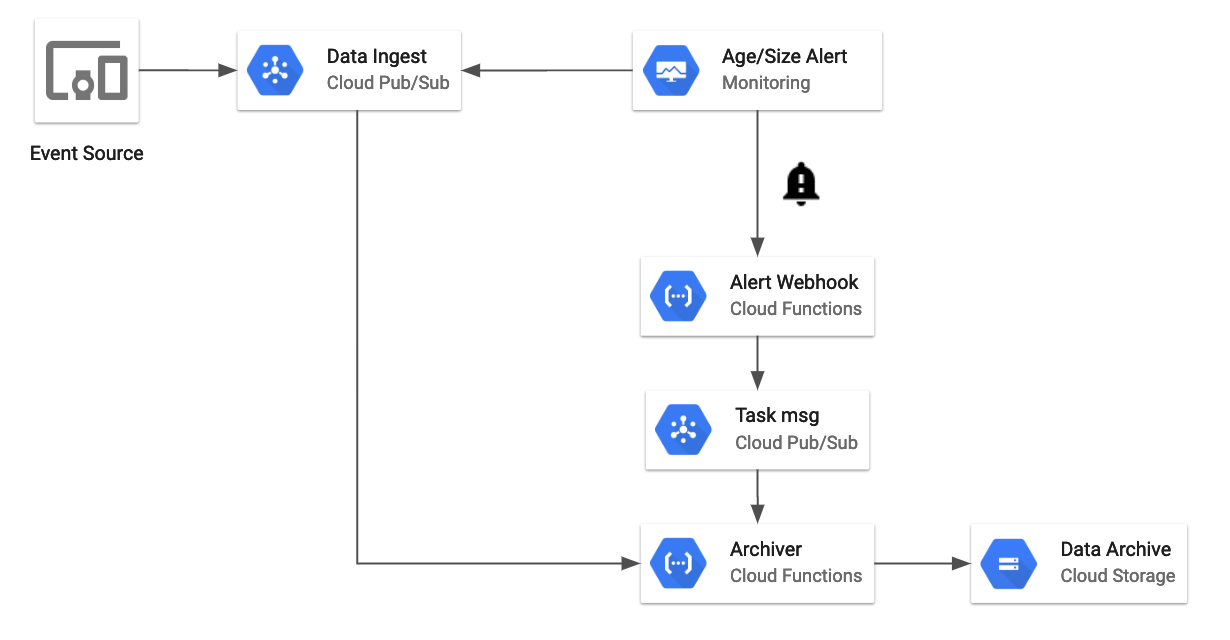 Data Ingest
Cloud Pub/Sub
Age/Size Alert
Monitoring
Event Source
Alert Webhook
Cloud Functions
Task msg
Cloud Pub/Sub
Archiver
Cloud Functions
Data Archive
Cloud Storage